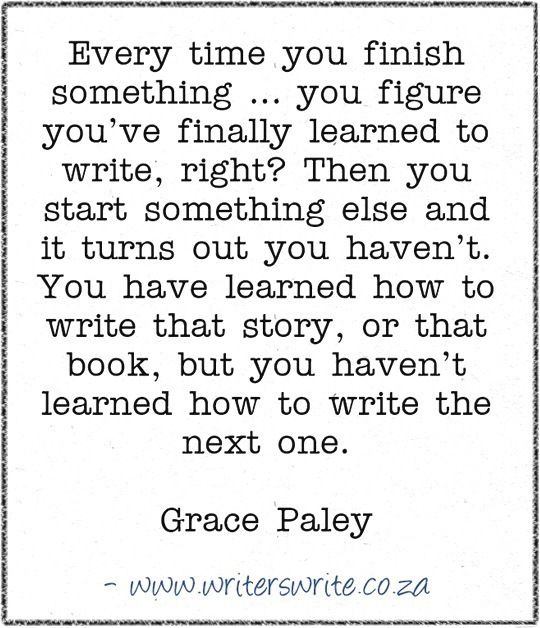 Every time you finish
something ... you figure
you've finally learned to
write, right? Then you
start something else and
it turns out you haven't.
You have learned how to
write that story, or that
book, but you haven't
learned how to write the
next one.
Grace Paley
- www.writerswrite.co.za